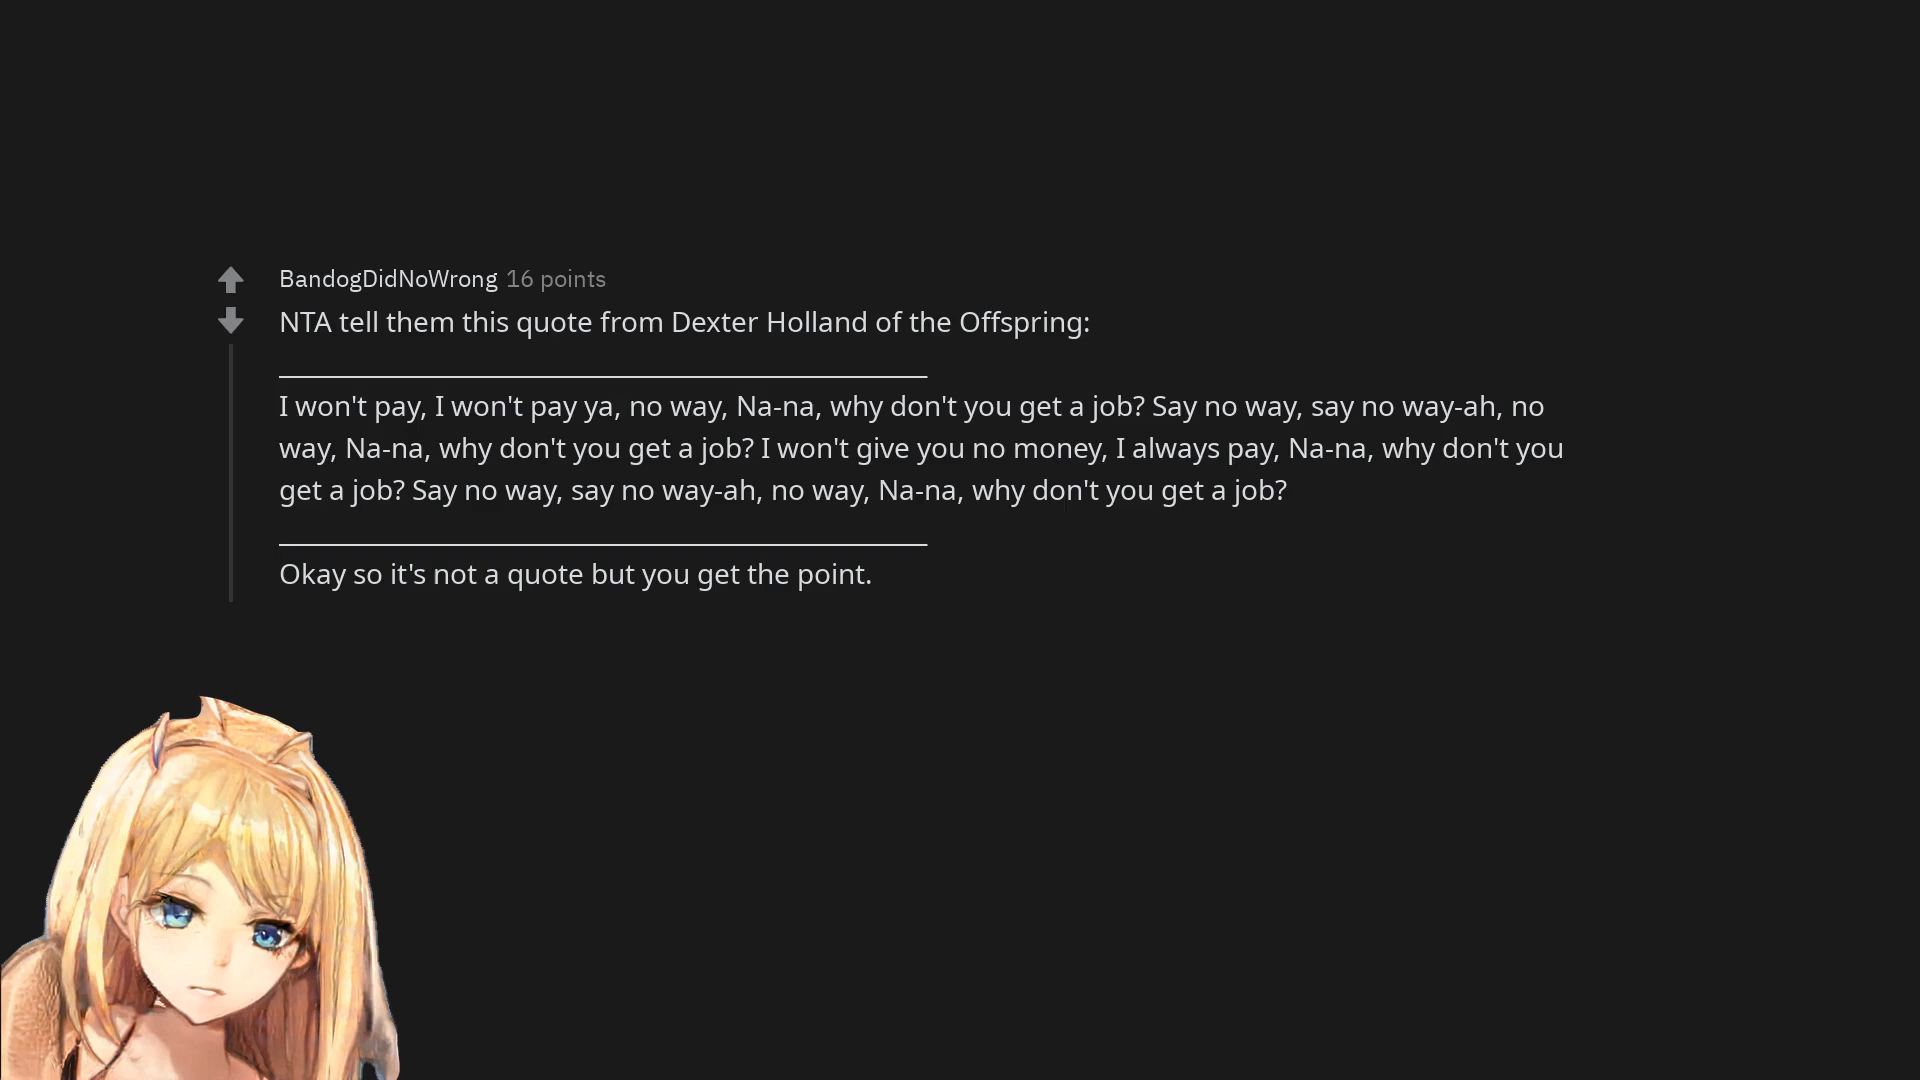 BandogDidNoWrong 16 points
NTA tell them this quote from Dexter Holland of the Offspring:
I won't pay, I won't pay ya, no way, Na-na, why don't you get a job? Say no way, say no way-ah, no
way, Na-na, why don't you get a job? I won't give you no money, I always pay, Na-na, why don't you
get a job? Say no way, say no way-ah, no way, Na-na, why don't you get a job?
Okay so it's not a quote but you get the point.